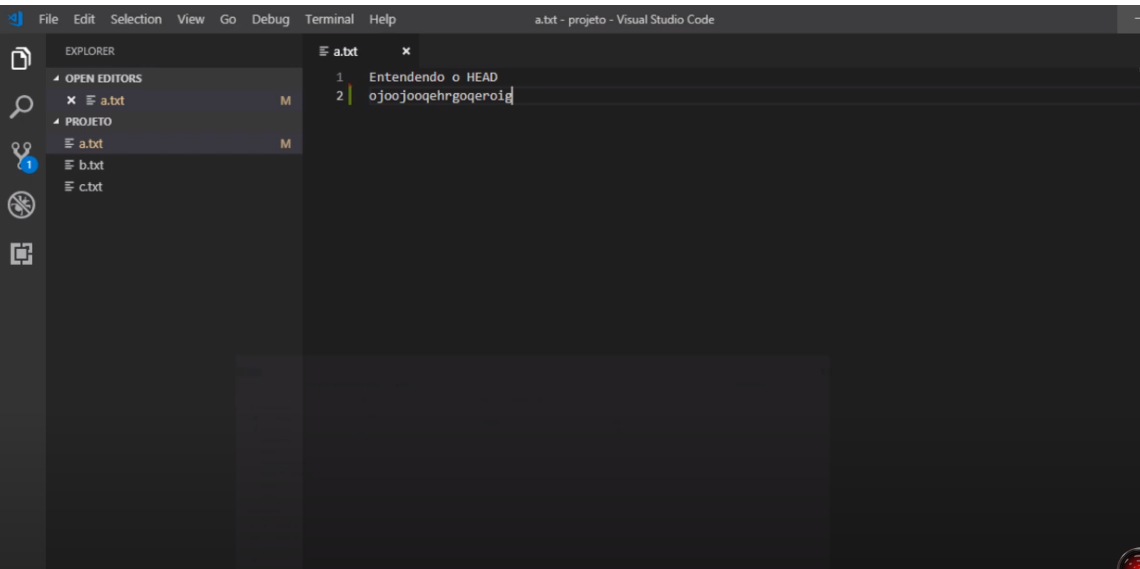 File Edit Selection View Go Debug Terminal Help a.txt - projeto - Visual Studio Code
EXPLORER
a.txt
OPEN EDITORS
a.txt M
PROJETO
a.txt M
b.txt
c.txt
1 Entendendo o HEAD
2 ojoojooqehrgoqeroig
1